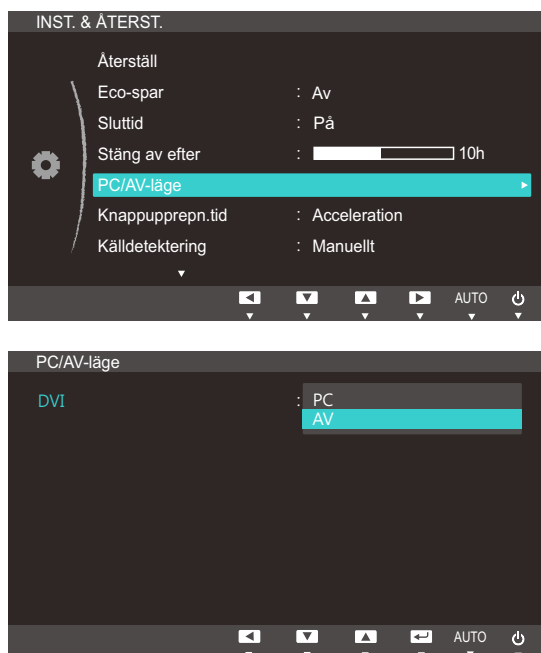 INST. & ÅTERST.
Återställ
Eco-spar : Av
Sluttid : På
Stäng av efter : 10h
PC/AV-läge
Knappupprepn.tid : Acceleration
Källdetektering : Manuellt
AUTO
PC/AV-läge
DVI : PC
AV
AUTO